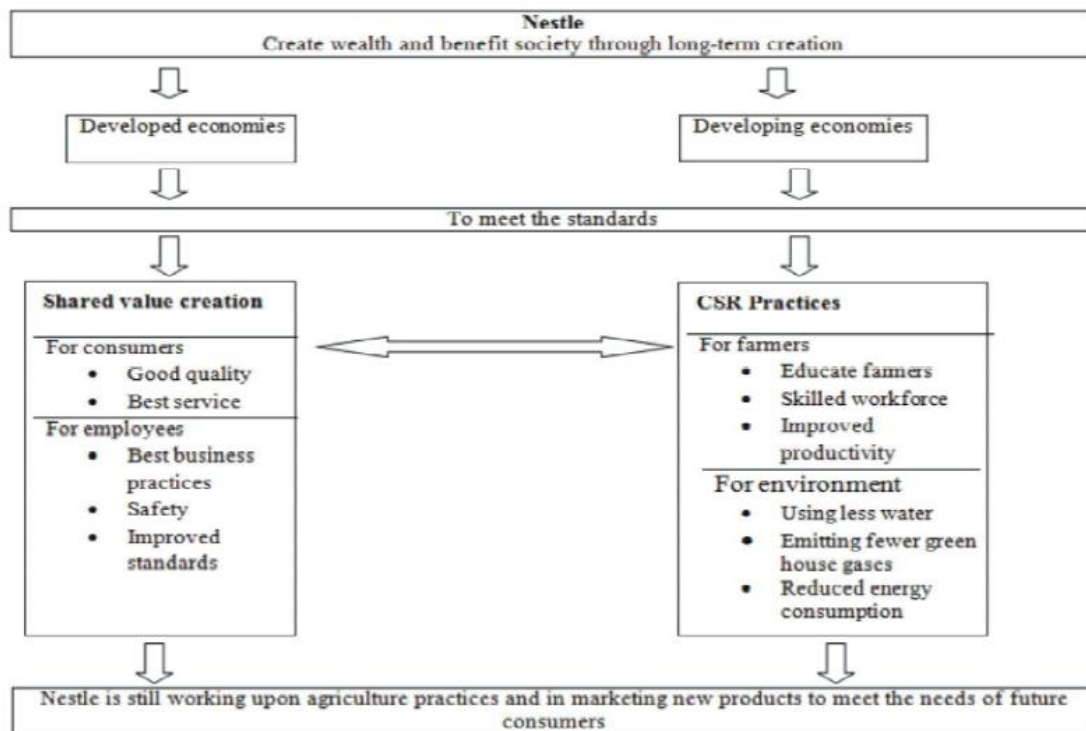 Nestle
Create wealth and benefit society through long-term creation
Developed economies
Developing economies
To meet the standards
Shared value creation
For consumers
• Good quality
• Best service
For employees
• Best business
practices
• Safety
• Improved
standards
CSR Practices
For farmers
• Educate farmers
• Skilled workforce
• Improved
productivity
For environment
• Using less water
• Emitting fewer green
house gases
• Reduced energy
consumption
Nestle is still working upon agriculture practices and in marketing new products to meet the needs of future
consumers